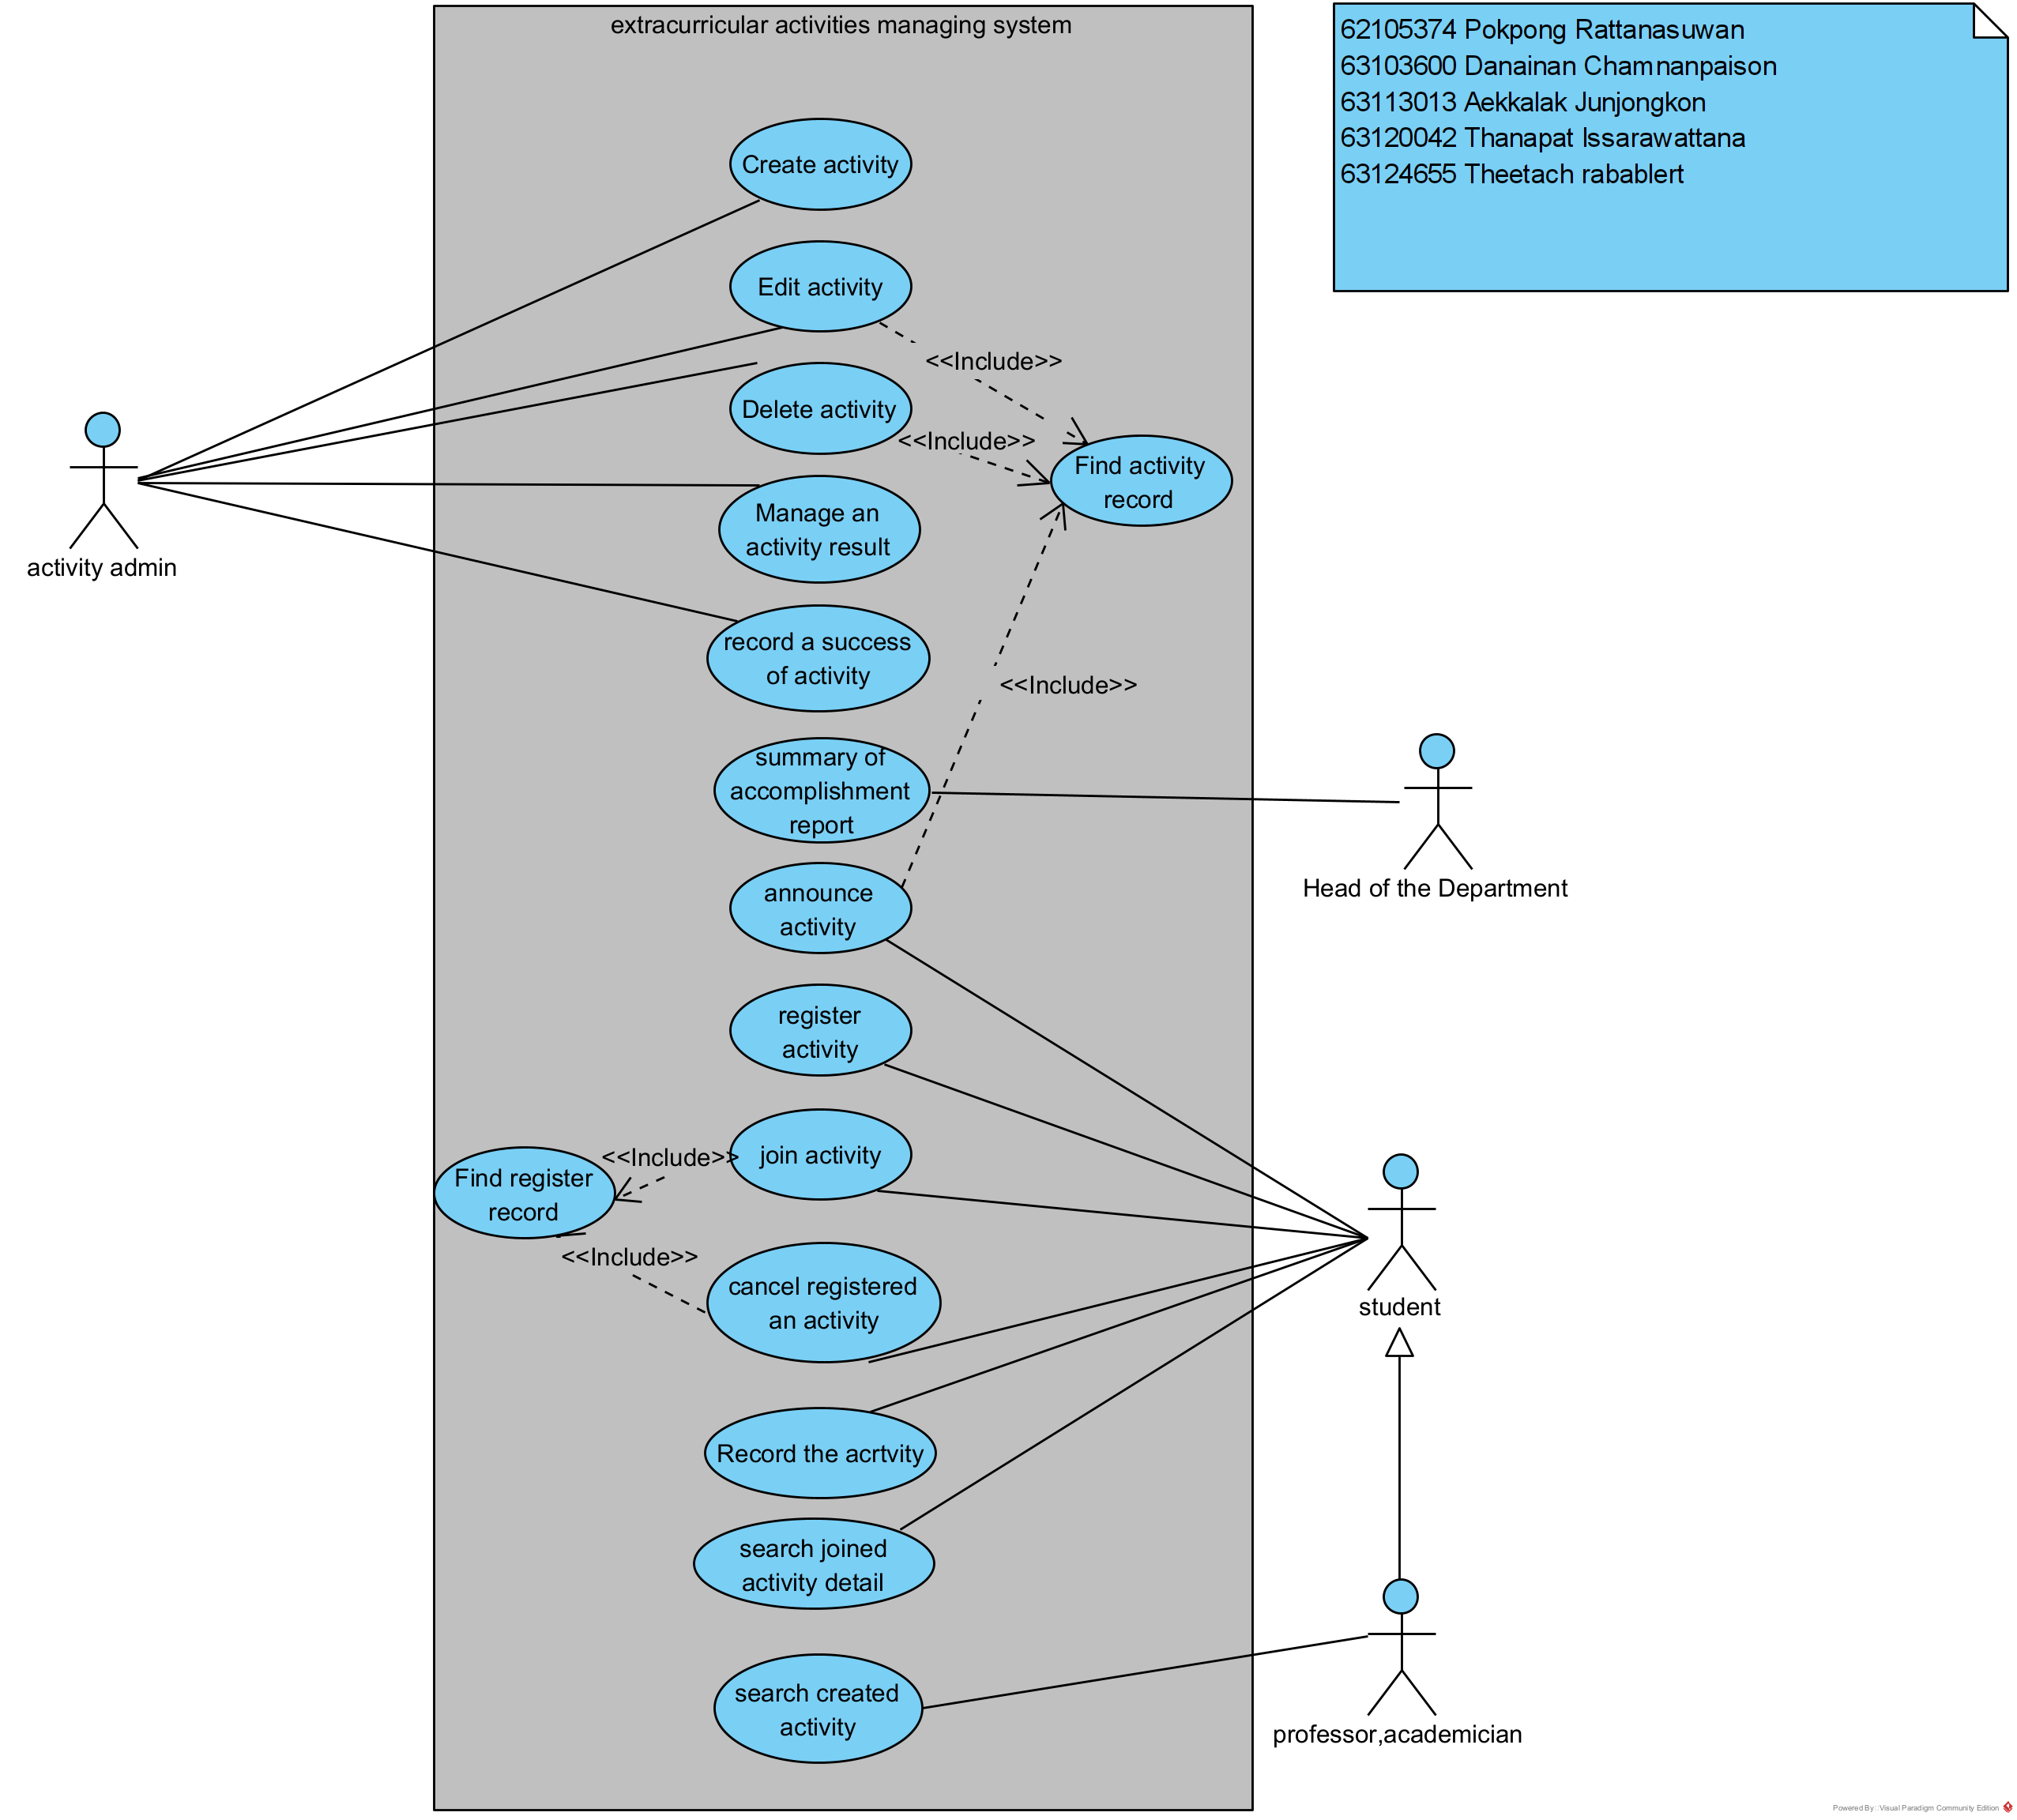 extracurricular activities managing system
62105374 Pokpong Rattanasuwan
63103600 Danainan Chamnanpaison
63113013 Aekkalak Junjongkon
63120042 Thanapat Issarawattana
63124655 Theetach rabablert
Create activity
Edit activity
<<Include>>
Delete activity
<<Include>>
Find activity
record
Manage an
activity result
activity admin
record a success
of activity
<<Include>>
summary of
accomplishment
report
Head of the Department
announce
activity
register
activity
join activity
<<Include>>
Find register
record
<<Include>>
cancel registered
an activity
student
Record the acrtvity
search joined
activity detail
search created
activity
professor,academician
Powered By Visual Paradigm Community Edition